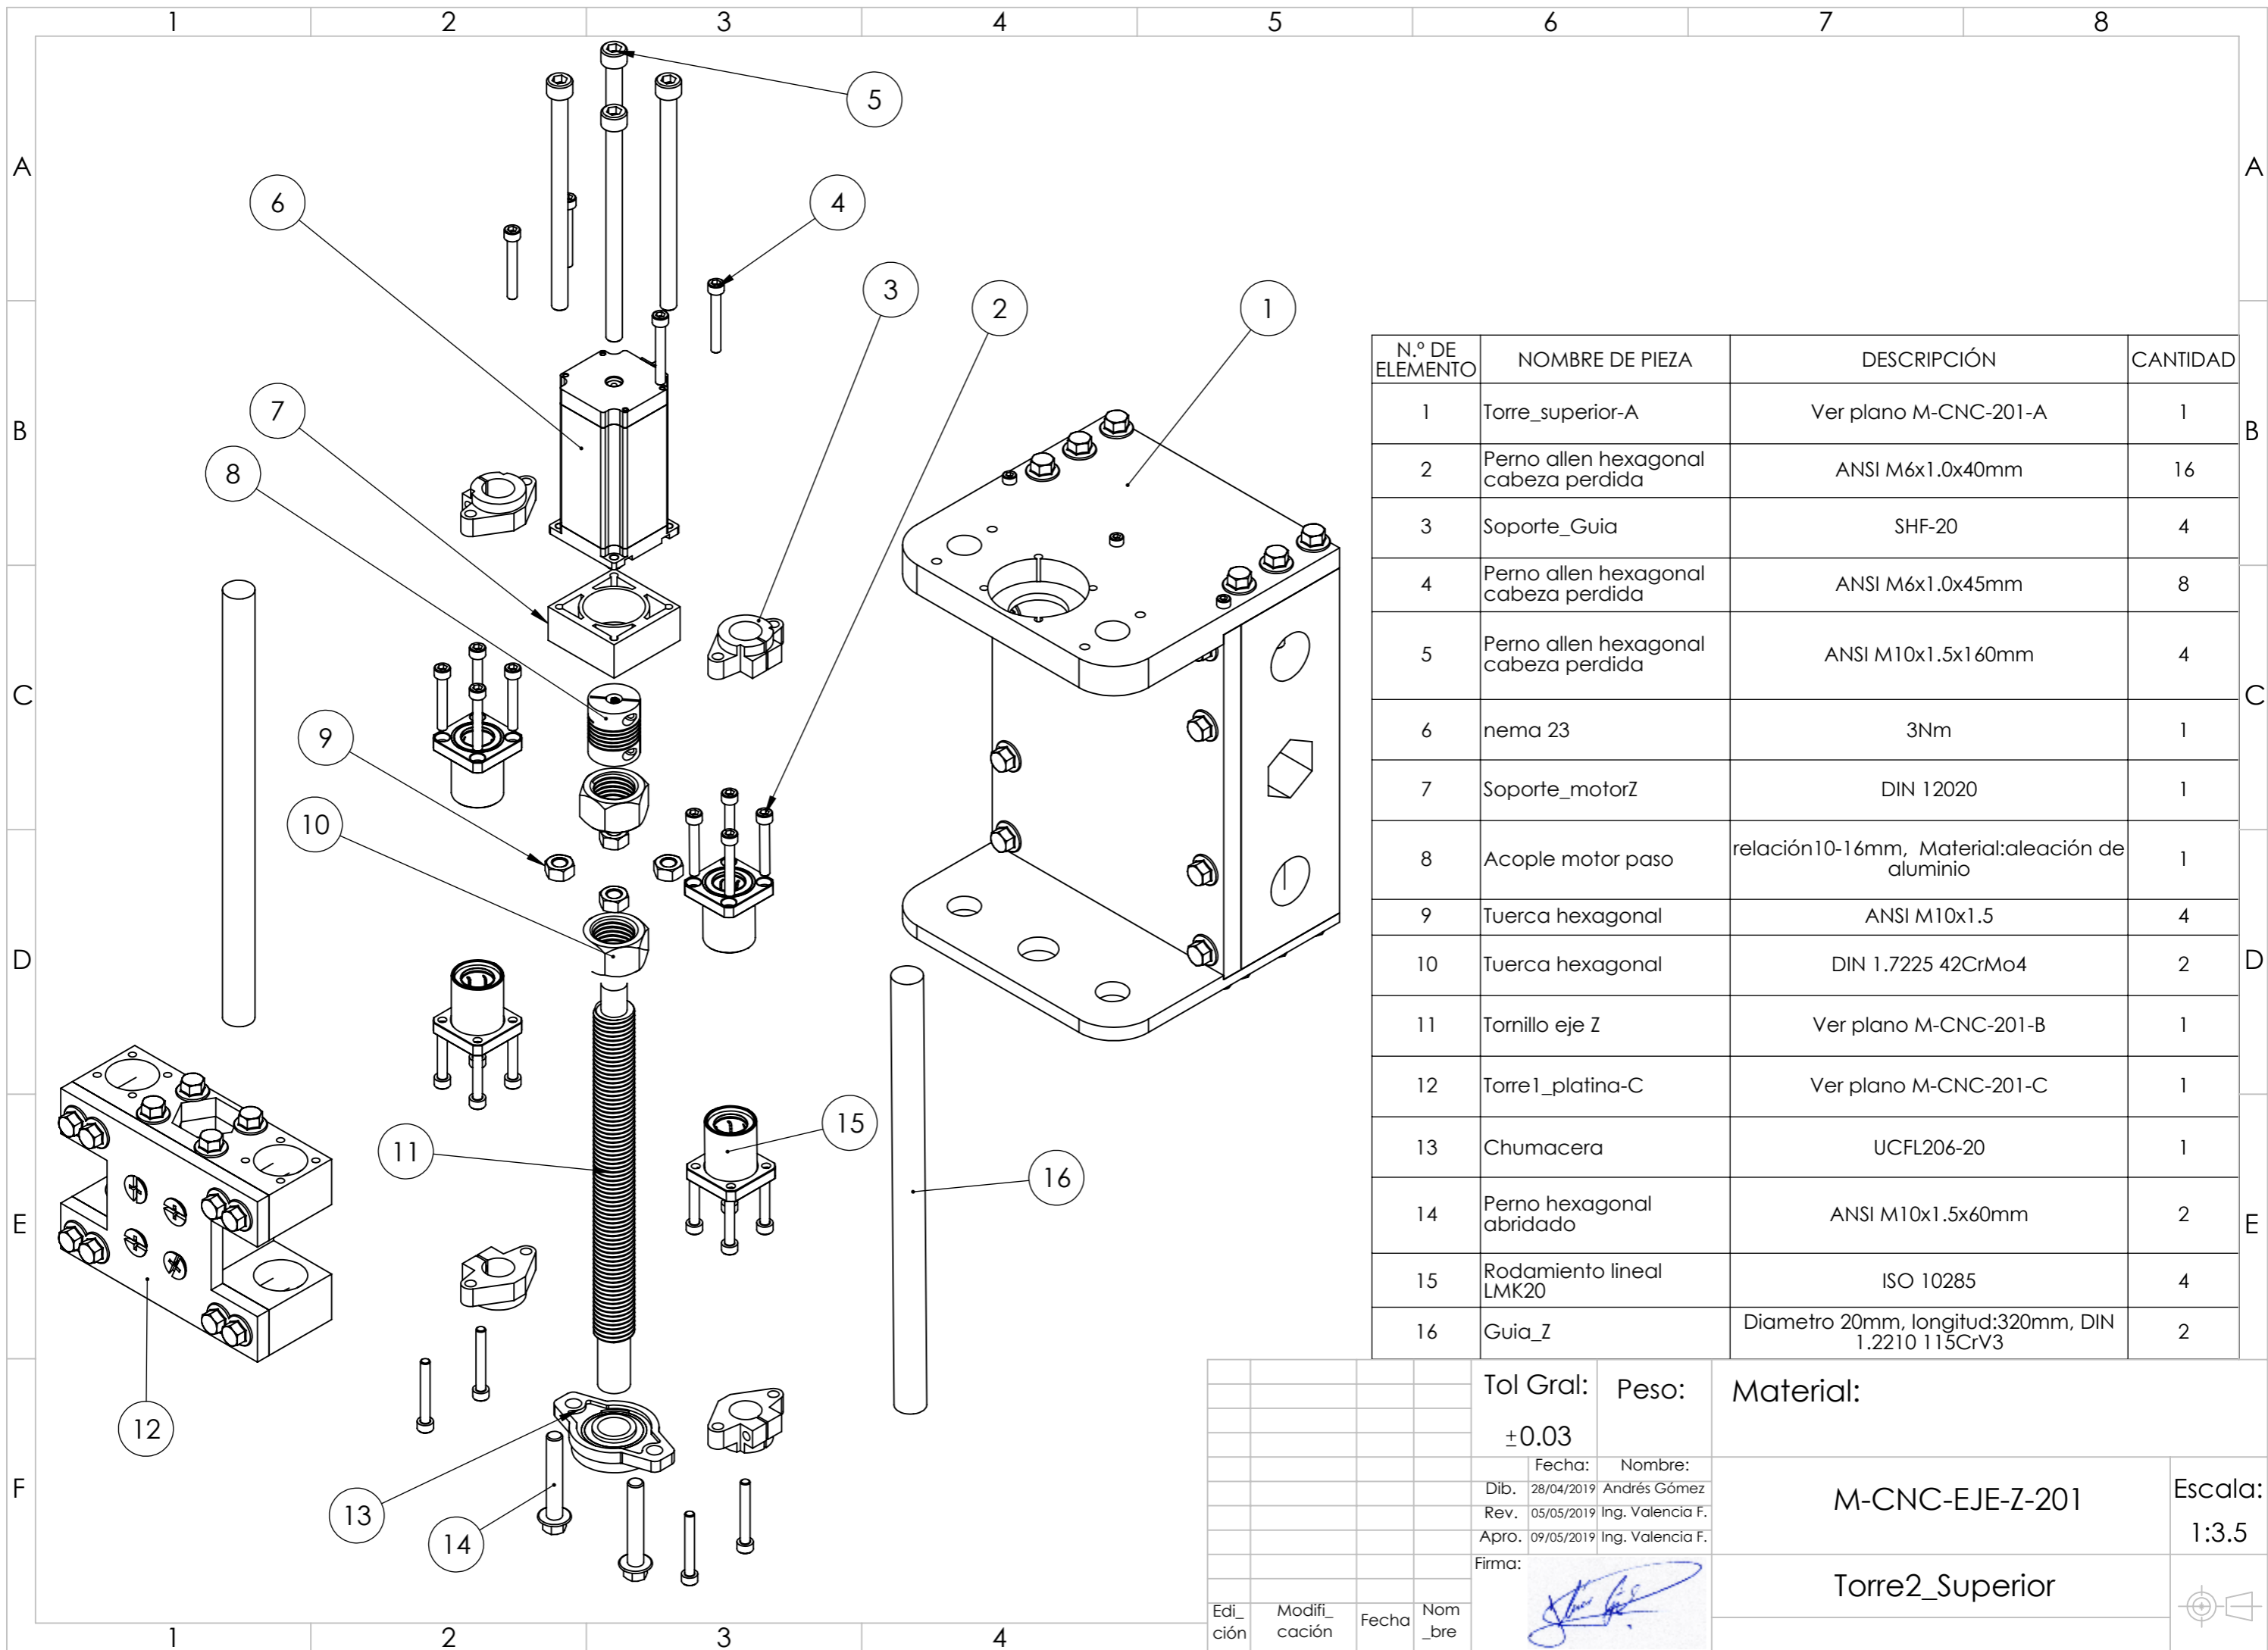 1 2 3 4 5 6 7 8
A A
B B
C C
D D
E E
F
5
6
4
3
2
1
7
8
9
10
11
15
16
12
13
14
N.º DE ELEMENTO NOMBRE DE PIEZA DESCRIPCIÓN CANTIDAD
1 Torre_superior-A Ver plano M-CNC-201-A 1
2 Perno allen hexagonal cabeza perdida ANSI M6x1.0x40mm 16
3 Soporte_Guia SHF-20 4
4 Perno allen hexagonal cabeza perdida ANSI M6x1.0x45mm 8
5 Perno allen hexagonal cabeza perdida ANSI M10x1.5x160mm 4
6 nema 23 3Nm 1
7 Soporte_motorZ DIN 12020 1
8 Acople motor paso relación10-16mm, Material:aleación de aluminio 1
9 Tuerca hexagonal ANSI M10x1.5 4
10 Tuerca hexagonal DIN 1.7225 42CrMo4 2
11 Tornillo eje Z Ver plano M-CNC-201-B 1
12 Torre1_platina-C Ver plano M-CNC-201-C 1
13 Chumacera UCFL206-20 1
14 Perno hexagonal abridado ANSI M10x1.5x60mm 2
15 Rodamiento lineal LMK20 ISO 10285 4
16 Guia_Z Diametro 20mm, longitud:320mm, DIN 1.2210 115CrV3 2
Tol Gral: Peso: Material:
±0.03
Fecha: Nombre:
Dib. 28/04/2019 Andrés Gómez
Rev. 05/05/2019 Ing. Valencia F.
Apro. 09/05/2019 Ing. Valencia F.
Firma:
M-CNC-EJE-Z-201
Escala:
1:3.5
Torre2_Superior
Edi_
ción
Modifi_
cación
Fecha
Nom
_bre
1 2 3 4